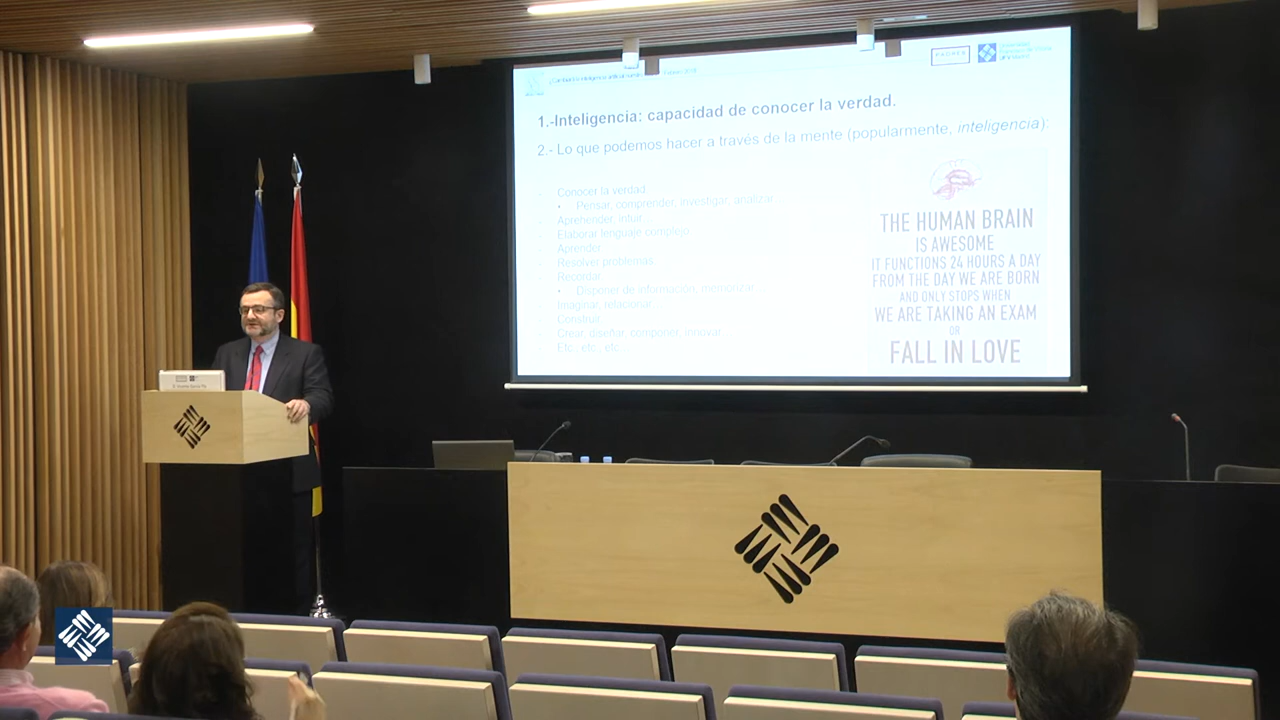 1.-Inteligencia: capacidad de conocer la verdad.
2.- Lo que podemos hacer a través de la mente (popularmente, inteligencia):
- Conocer la verdad
• Pensar, comprender, investigar, analizar...
- Aprehender, intuir...
- Elaborar lenguaje complejo
- Aprender
- Resolver problemas,
- Recordar
• Disponer de información, memorizar...
- Imaginar, relacionar,
- Construir
- Crear, diseñar, componer, innovar
- Etc., etc., etc...
THE HUMAN BRAIN
IS AWESOME
IT FUNCTIONS 24 HOURS A DAY
FROM THE DAY WE ARE BORN
AND ONLY STOPS WHEN
WE ARE TAKING AN EXAM
OR
FALL IN LOVE